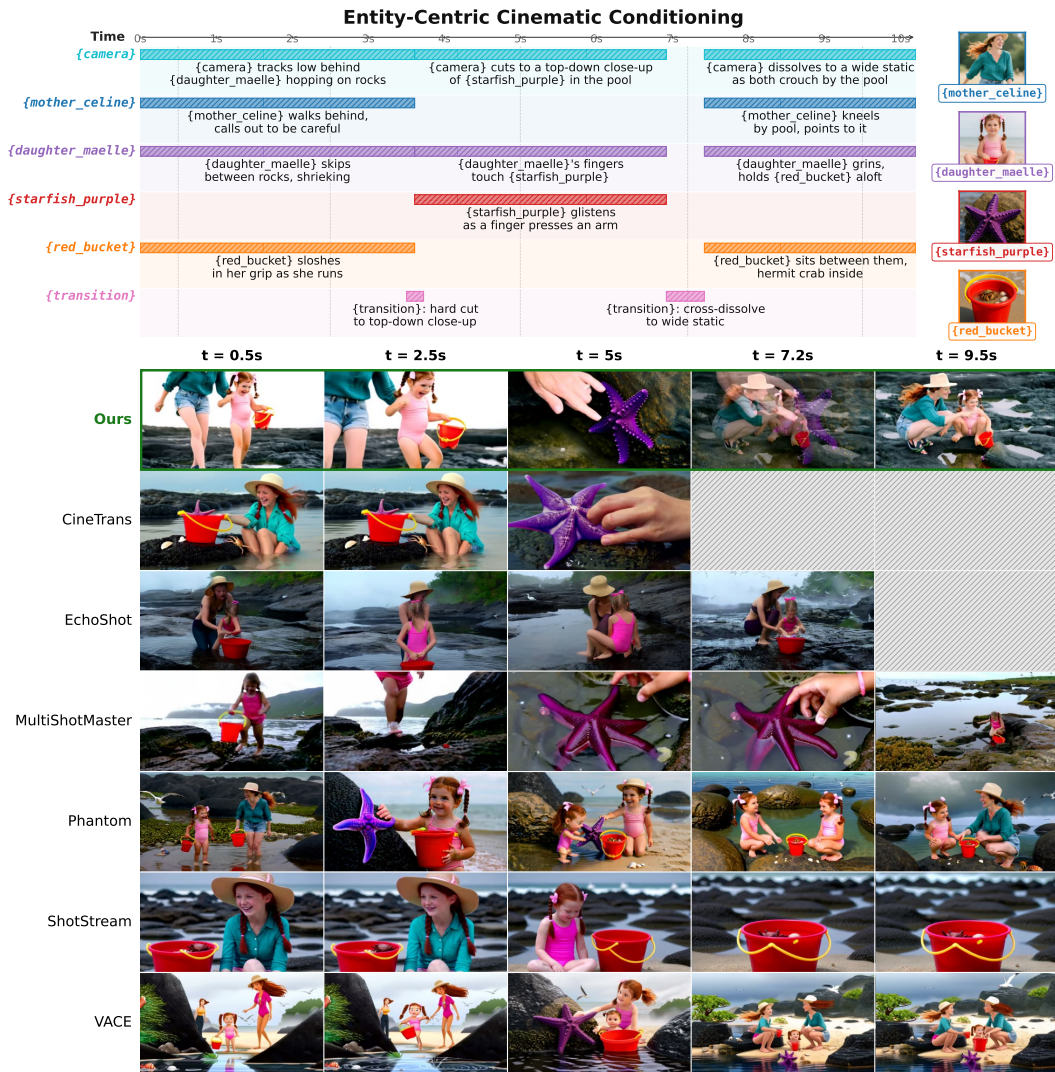 Entity-Centric Cinematic Conditioning
Time 0s 1s 2s 3s 4s 5s 6s 7s 8s 9s 10s
{camera}
{camera} tracks low behind
{daughter_maelle} hopping on rocks
{camera} cuts to a top-down close-up
of {starfish_purple} in the pool
{camera} dissolves to a wide static
as both crouch by the pool
{mother_celine}
{mother_celine} walks behind,
calls out to be careful
{mother_celine} kneels
by pool, points to it
{daughter_maelle}
{daughter_maelle} skips
between rocks, shrieking
{daughter_maelle}'s fingers
touch {starfish_purple}
{daughter_maelle} grins,
holds {red_bucket} aloft
{starfish_purple}
{starfish_purple} glistens
as a finger presses an arm
{red_bucket}
{red_bucket} sloshes
in her grip as she runs
{red_bucket} sits between them,
hermit crab inside
{transition}
{transition}: hard cut
to top-down close-up
{transition}: cross-dissolve
to wide static
{mother_celine}
{daughter_maelle}
{starfish_purple}
{red_bucket}
t = 0.5s t = 2.5s t = 5s t = 7.2s t = 9.5s
Ours
CineTrans
EchoShot
MultiShotMaster
Phantom
ShotStream
VACE